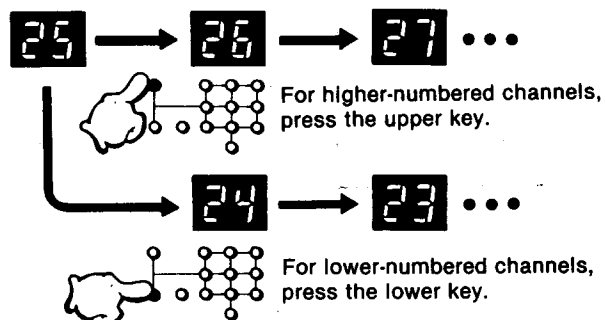 25 26 27 •••
For higher-numbered channels,
press the upper key.
24 23 •••
For lower-numbered channels,
press the lower key.